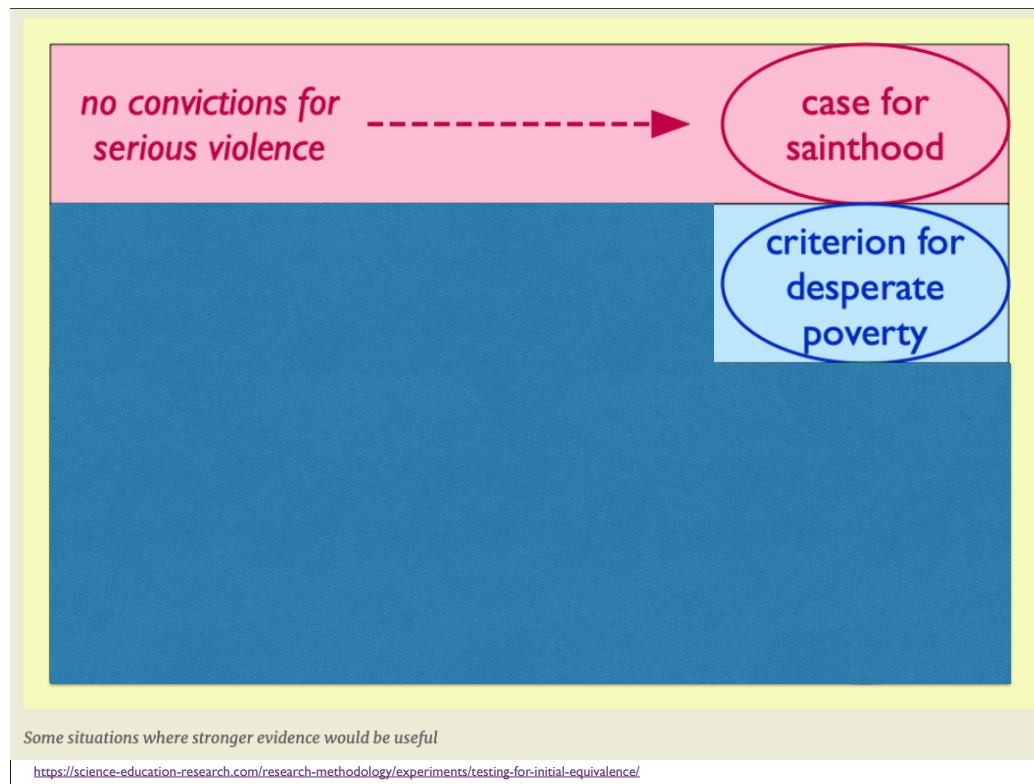 no convictions for
serious violence
case for
sainthood
criterion for
desperate
poverty
Some situations where stronger evidence would be useful
https://science-education-research.com/research-methodology/experiments/testing-for-initial-equivalence/